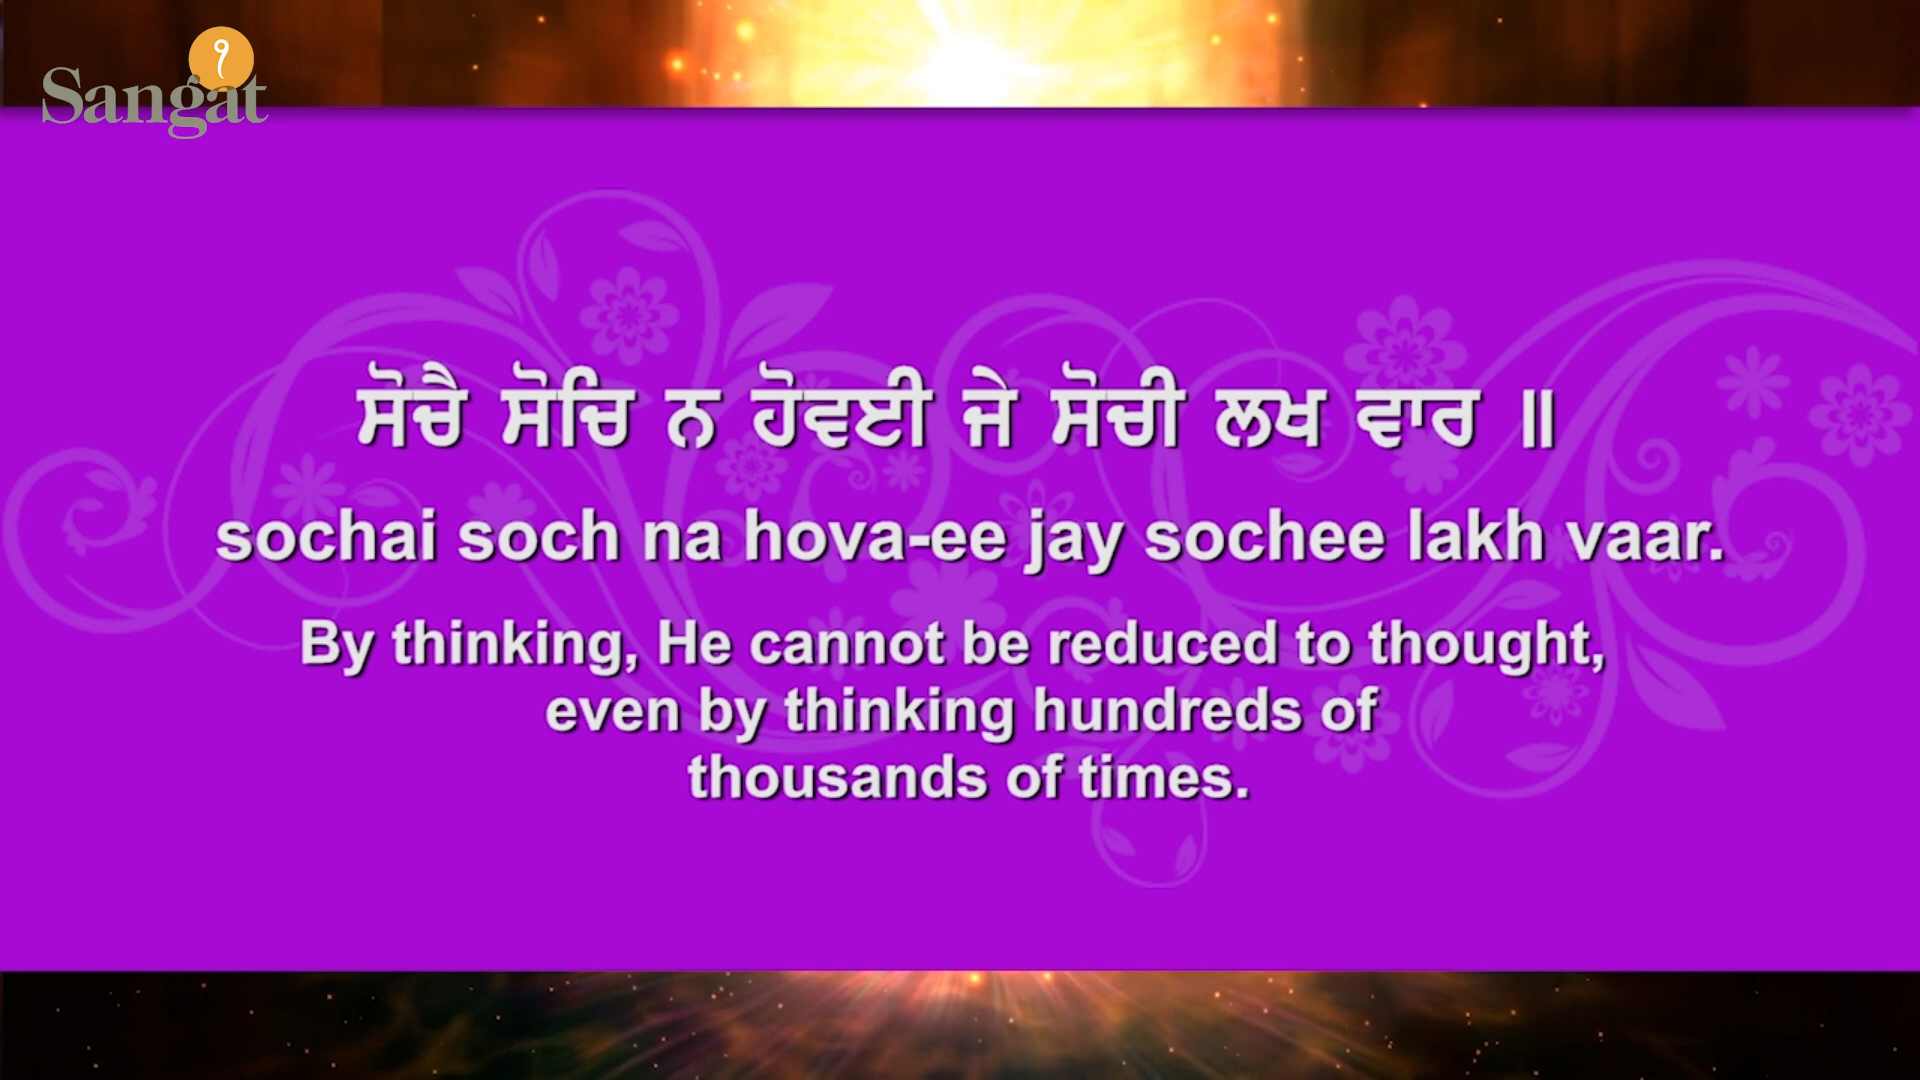 Sangat
੧
ਸੋਚੈ ਸੋਚਿ ਨ ਹੋਵਈ ਜੇ ਸੋਚੀ ਲਖ ਵਾਰ ॥
sochai soch na hova-ee jay sochee lakh vaar.
By thinking, He cannot be reduced to thought,
even by thinking hundreds of
thousands of times.